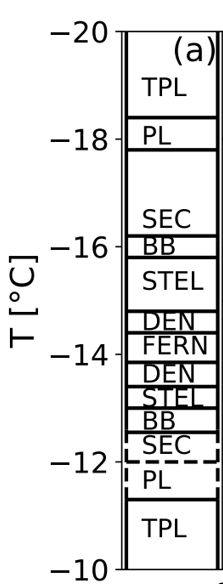 (a)
−20
TPL
−18
PL
SEC
−16
BB
STEL
DEN
FERN
−14
DEN
STEL
BB
SEC
−12
PL
TPL
−10
T [°C]